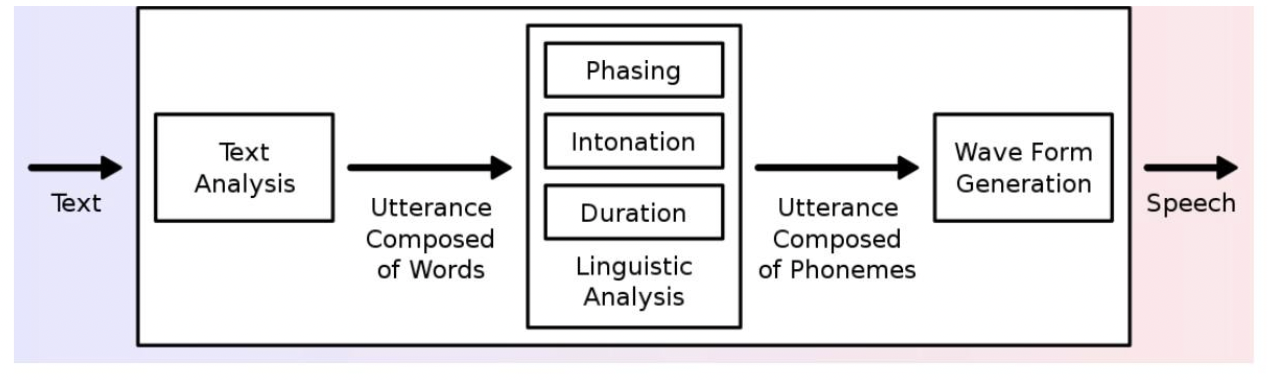 Text
Text
Analysis
Utterance
Composed
of Words
Phasing
Intonation
Duration
Linguistic
Analysis
Utterance
Composed
of Phonemes
Wave Form
Generation
Speech